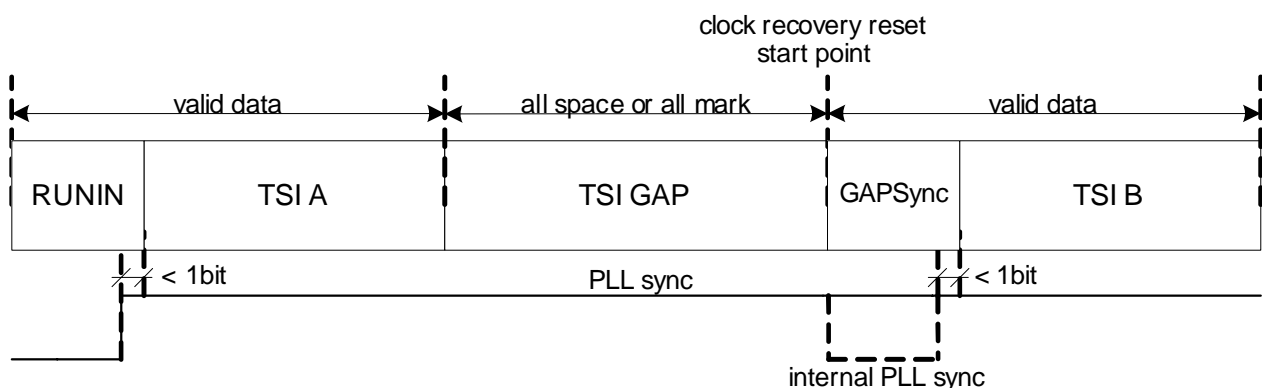 clock recovery reset
start point
valid data
all space or all mark
valid data
RUNIN
TSI A
TSI GAP
GAPSync
TSI B
< 1bit
PLL sync
< 1bit
internal PLL sync